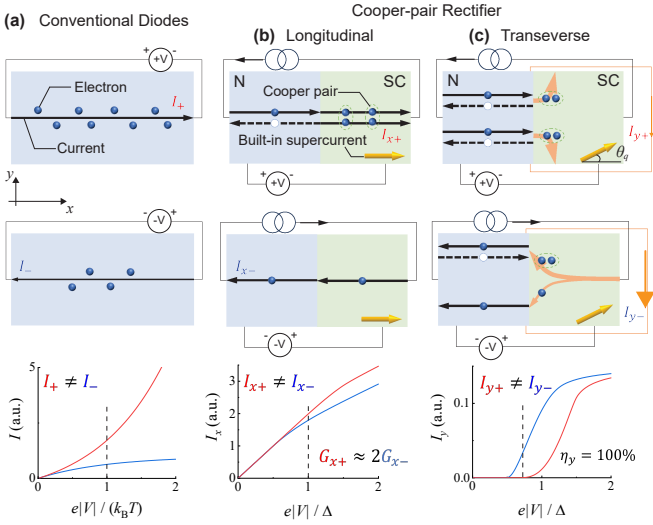 Cooper-pair Rectifier
(a) Conventional Diodes
(b) Longitudinal
(c) Transeverse
+ +V -
N SC
N SC
Electron
I+
Current
Cooper pair
Ix+
Built-in supercurrent
Iy+
θq
+ +V -
+ +V -
y
x
- -V +
I−
Ix−
Iy−
- -V +
- -V +
I+ ≠ I−
Ix+ ≠ Ix−
Gx+ ≈ 2Gx−
Iy+ ≠ Iy−
ηy = 100%
I (a.u.)
5
0
0 1 2
e|V| / (kBT)
Ix (a.u.)
3
2
1
0
0 1 2
e|V| / Δ
Iy (a.u.)
0.1
0.0
0 1 2
e|V| / Δ